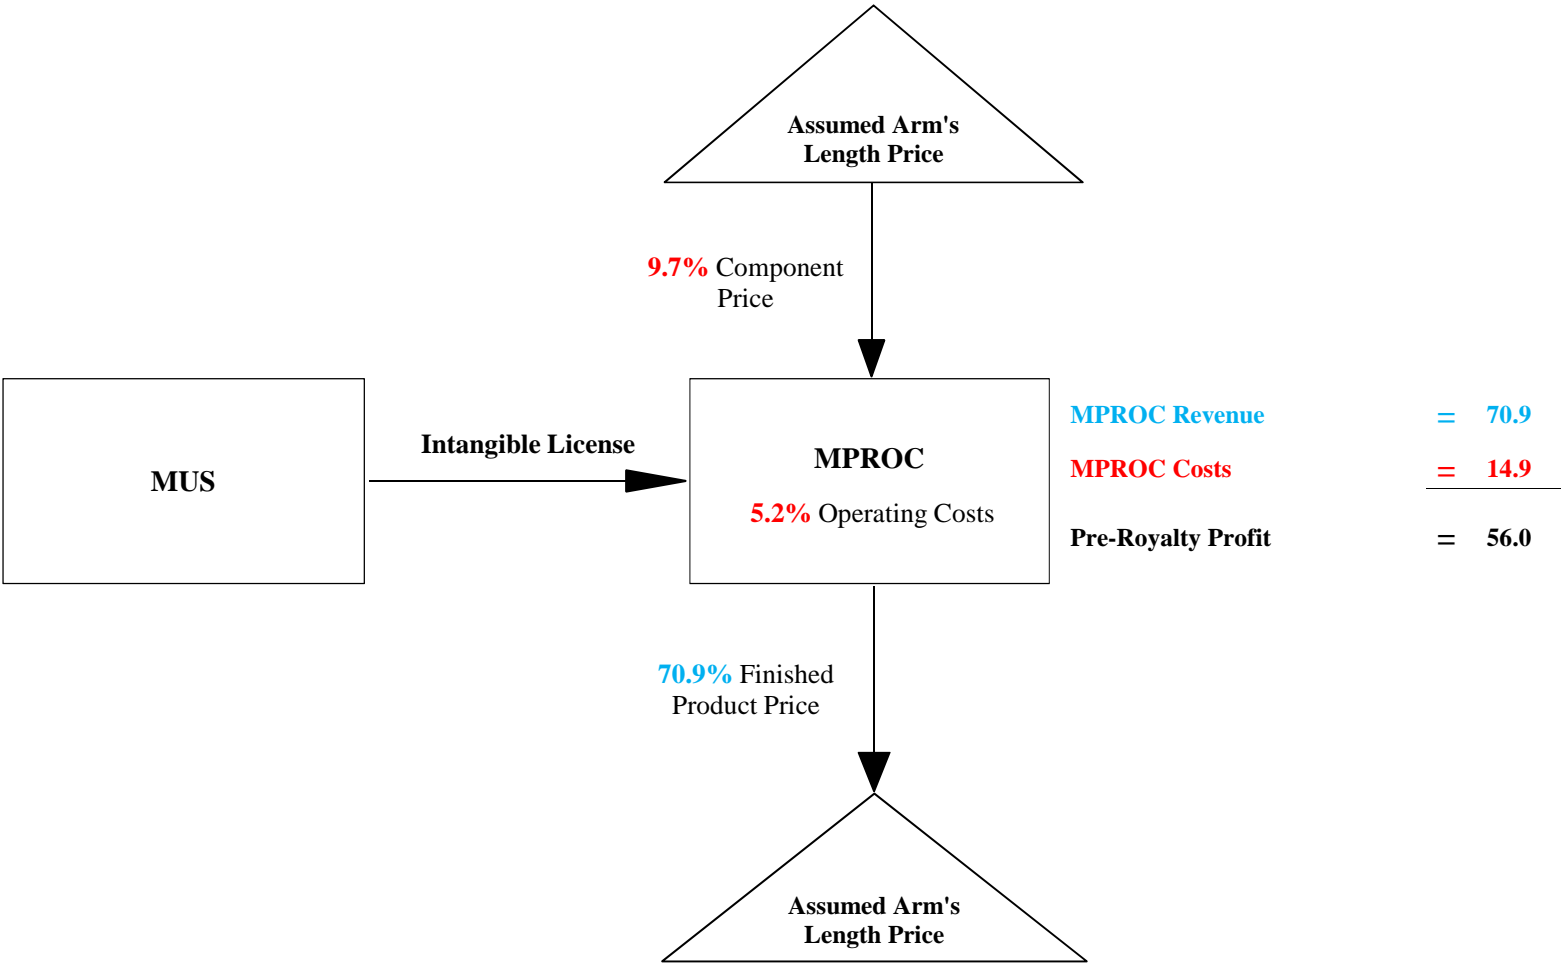 Assumed Arm's
Length Price
9.7% Component
Price
MUS
Intangible License
MPROC
5.2% Operating Costs
MPROC Revenue = 70.9
MPROC Costs = 14.9
Pre-Royalty Profit = 56.0
70.9% Finished
Product Price
Assumed Arm's
Length Price